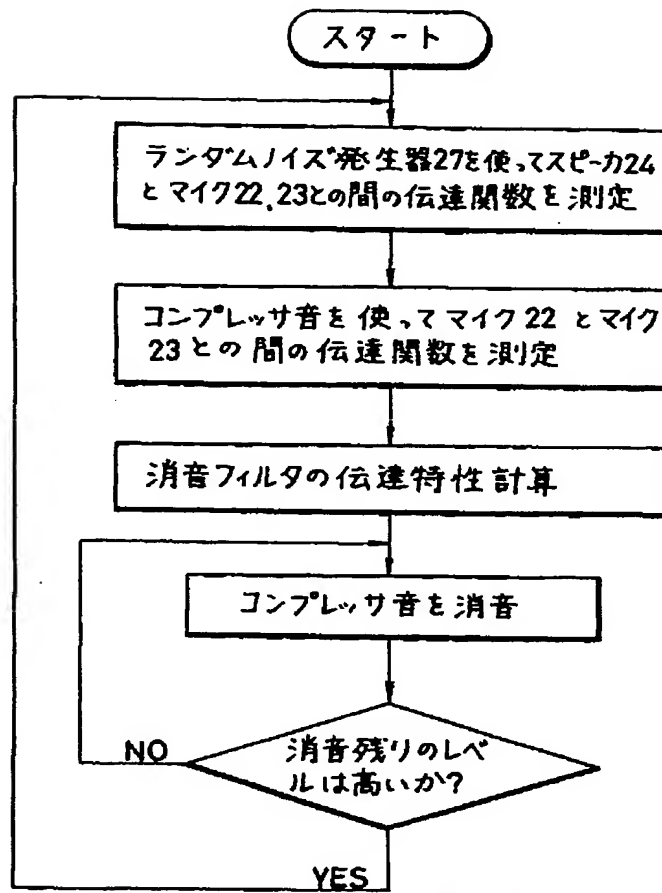 スタート
ランダムノイズ発生器27を使ってスピーカ24
とマイク22,23との間の伝達関数を測定
コンプレッサ音を使ってマイク22とマイク
23との間の伝達関数を測定
消音フィルタの伝達特性計算
コンプレッサ音を消音
消音残りのレベ
ルは高いか?
NO
YES